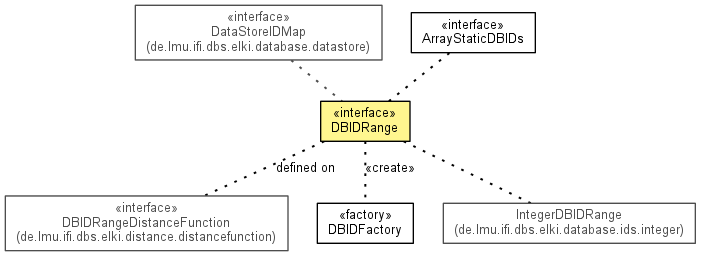 «interface»
DataStoreIDMap
(de.lmu.ifi.dbs.elki.database.datastore)
«interface»
ArrayStaticDBIDs
«interface»
DBIDRange
defined on
«create»
«interface»
DBIDRangeDistanceFunction
(de.lmu.ifi.dbs.elki.distance.distancefunction)
«factory»
DBIDFactory
IntegerDBIDRange
(de.lmu.ifi.dbs.elki.database.ids.integer)